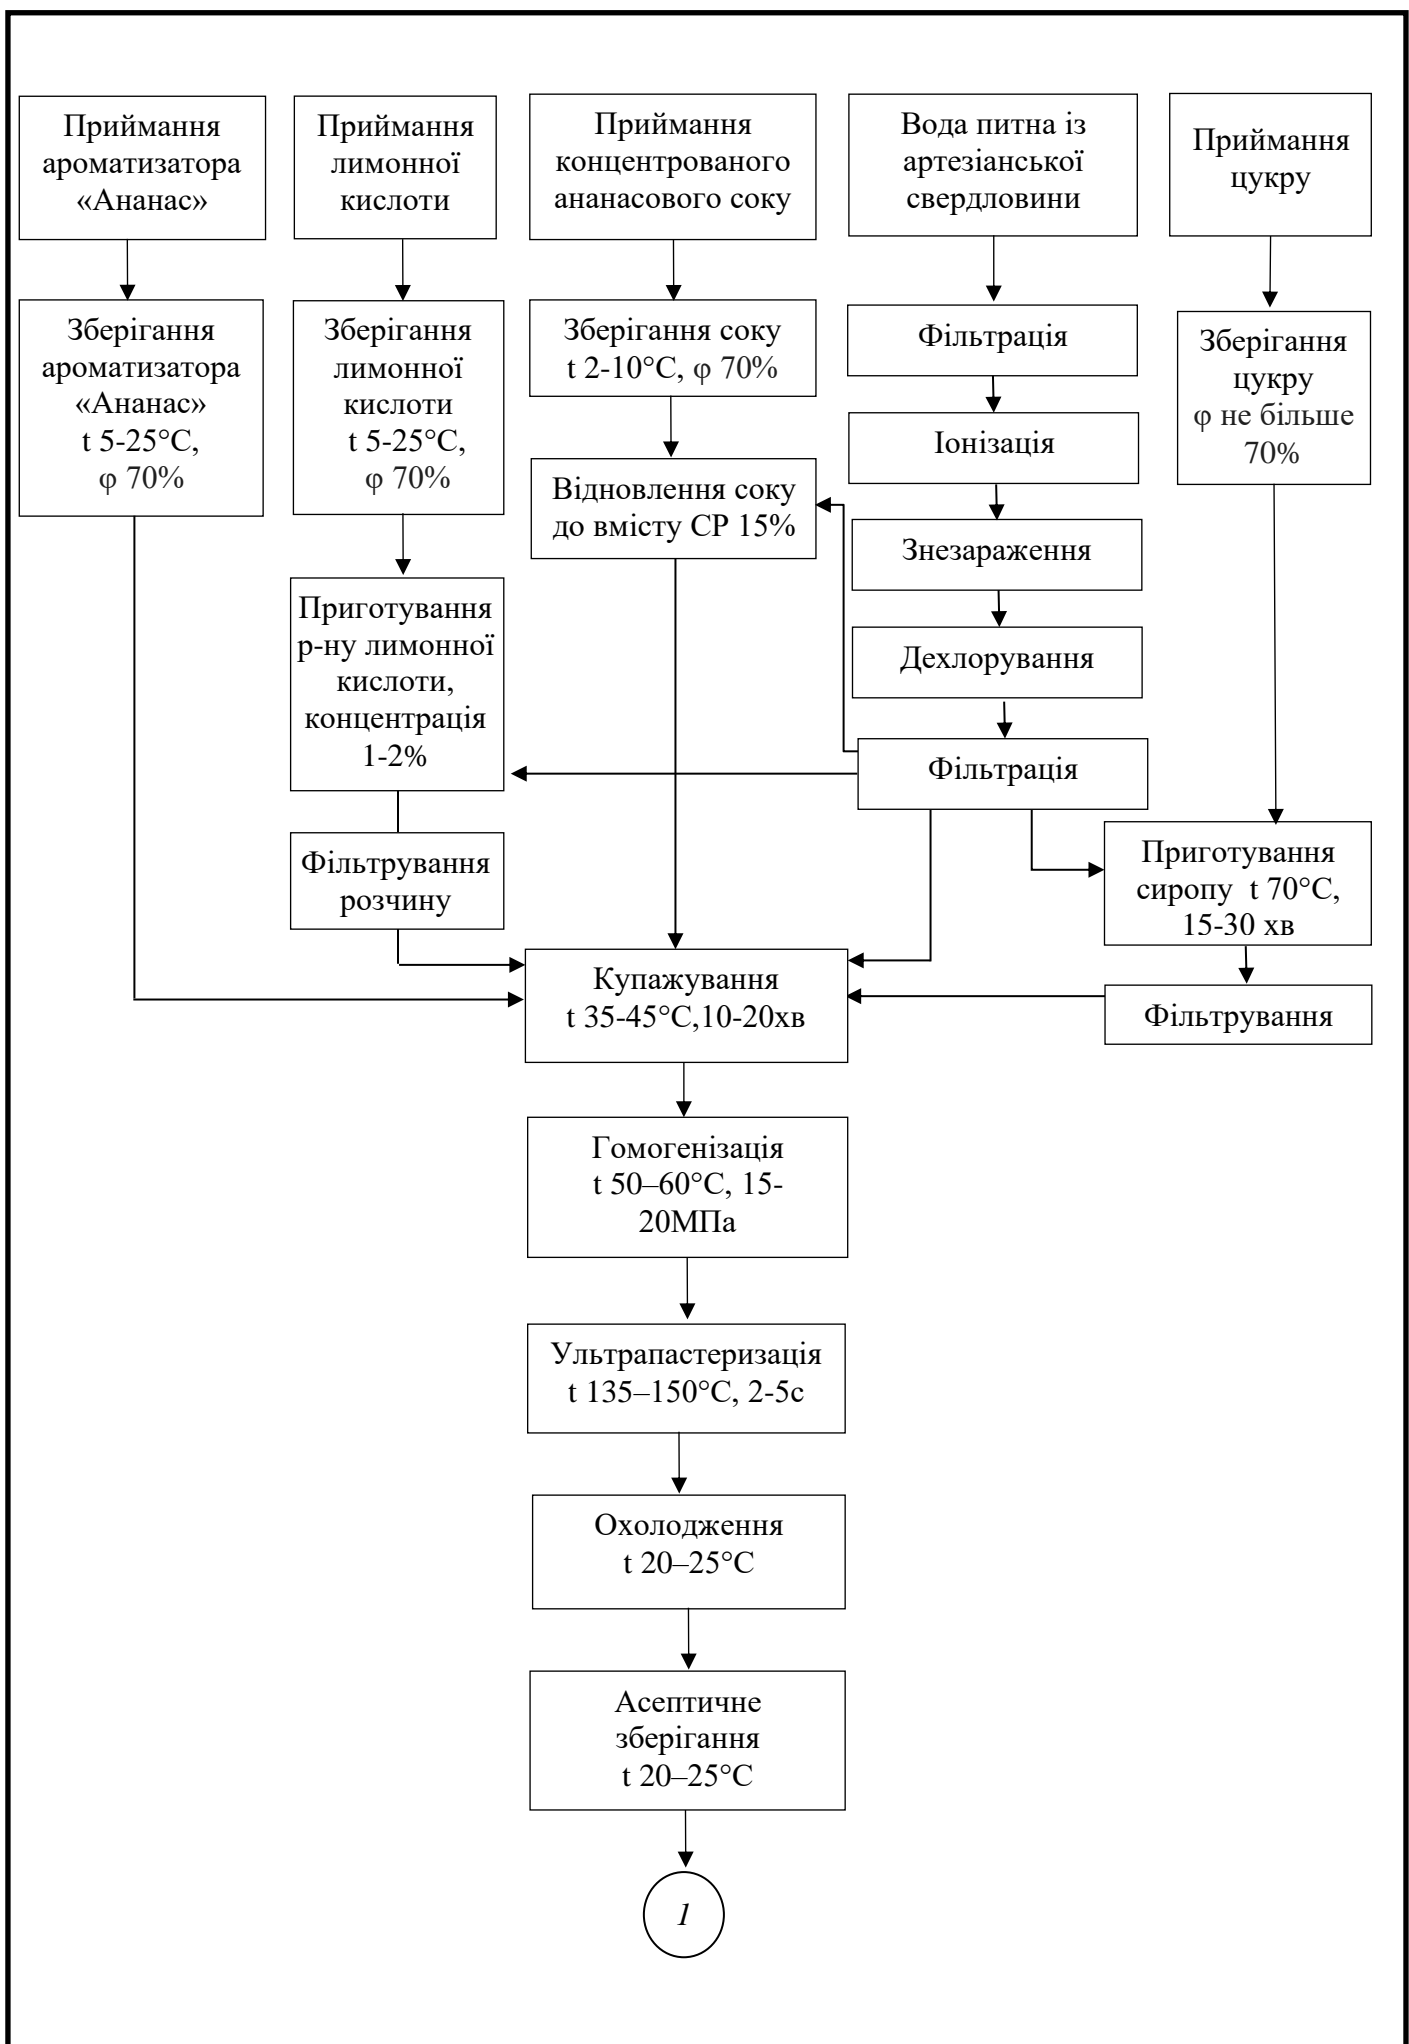 Приймання
ароматизатора
«Ананас»
Приймання
лимонної
кислоти
Приймання
концентрованого
ананасового соку
Вода питна із
артезіанської
свердловини
Приймання
цукру
Зберігання
ароматизатора
«Ананас»
t 5-25°C,
φ 70%
Зберігання
лимонної
кислоти
t 5-25°C,
φ 70%
Зберігання соку
t 2-10°C, φ 70%
Фільтрація
Зберігання
цукру
φ не більше
70%
Іонізація
Відновлення соку
до вмісту СР 15%
Знезараження
Приготування
р-ну лимонної
кислоти,
концентрація
1-2%
Дехлорування
Фільтрація
Фільтрування
розчину
Приготування
сиропу t 70°C,
15-30 хв
Купажування
t 35-45°C,10-20хв
Фільтрування
Гомогенізація
t 50–60°C, 15-
20МПа
Ультрапастеризація
t 135–150°C, 2-5с
Охолодження
t 20–25°C
Асептичне
зберігання
t 20–25°C
1